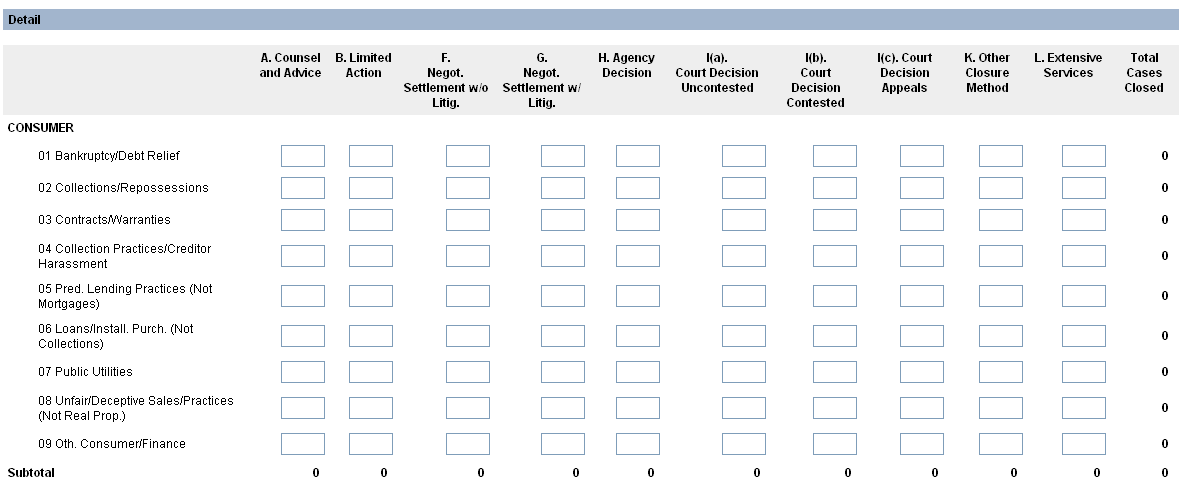 Detail
A. Counsel and Advice B. Limited Action F. Negot. Settlement w/o Litig. G. Negot. Settlement w/ Litig. H. Agency Decision I(a). Court Decision Uncontested I(b). Court Decision Contested I(c). Court Decision Appeals K. Other Closure Method L. Extensive Services Total Cases Closed
CONSUMER
01 Bankruptcy/Debt Relief 0
02 Collections/Repossessions 0
03 Contracts/Warranties 0
04 Collection Practices/Creditor
Harassment 0
05 Pred. Lending Practices (Not
Mortgages) 0
06 Loans/Install. Purch. (Not
Collections) 0
07 Public Utilities 0
08 Unfair/Deceptive Sales/Practices
(Not Real Prop.) 0
09 Oth. Consumer/Finance 0
Subtotal 0 0 0 0 0 0 0 0 0 0 0